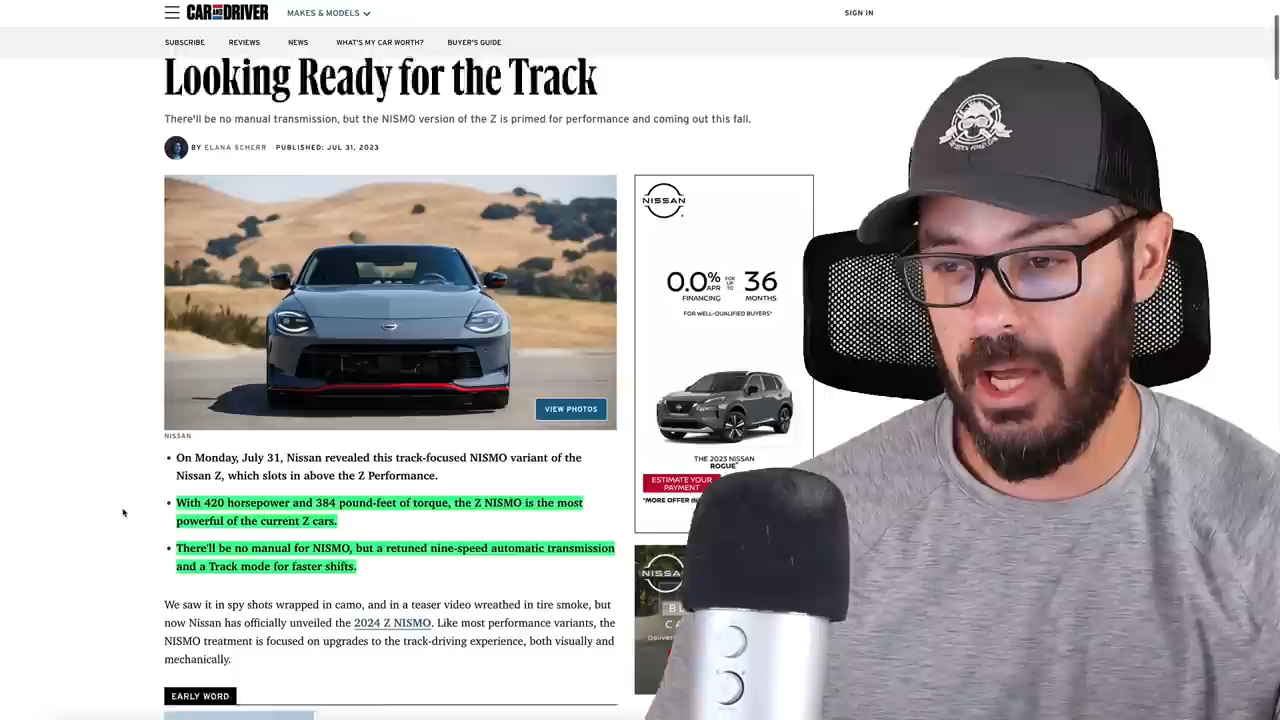 CAR AND DRIVER
MAKES & MODELS
SIGN IN
SUBSCRIBE
REVIEWS
NEWS
WHAT'S MY CAR WORTH?
BUYER'S GUIDE
Looking Ready for the Track
There'll be no manual transmission, but the NISMO version of the Z is primed for performance and coming out this fall.
BY ELANA SCHERR PUBLISHED: JUL 31, 2023
VIEW PHOTOS
NISSAN
• On Monday, July 31, Nissan revealed this track-focused NISMO variant of the
Nissan Z, which slots in above the Z Performance.
• With 420 horsepower and 384 pound-feet of torque, the Z NISMO is the most
powerful of the current Z cars.
• There'll be no manual for NISMO, but a retuned nine-speed automatic transmission
and a Track mode for faster shifts.
We saw it in spy shots wrapped in camo, and in a teaser video wreathed in tire smoke, but
now Nissan has officially unveiled the 2024 Z NISMO. Like most performance variants, the
NISMO treatment is focused on upgrades to the track-driving experience, both visually and
mechanically.
EARLY WORD
NISSAN
0.0% APR FOR UP TO 36
FINANCING MONTHS
FOR WELL-QUALIFIED BUYERS*
THE 2023 NISSAN
ROGUE
ESTIMATE YOUR
PAYMENT
*MORE OFFER
NISSA